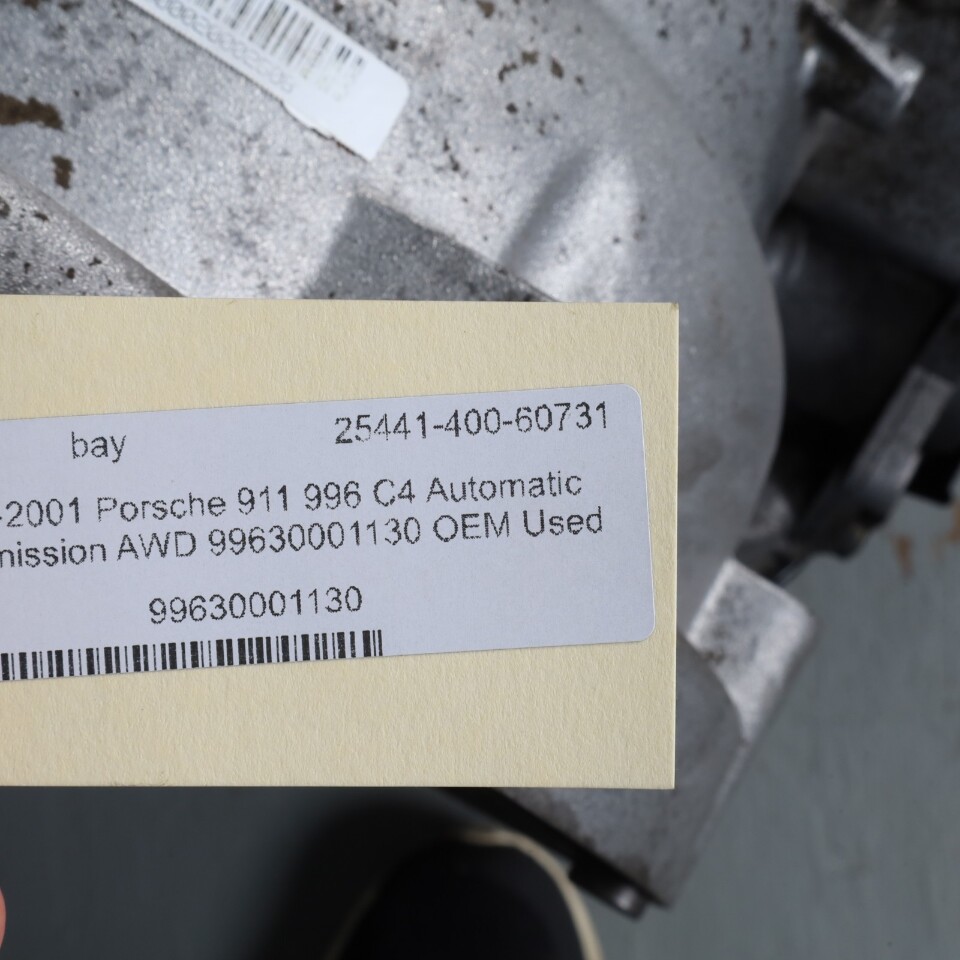 bay 25441-400-60731
-2001 Porsche 911 996 C4 Automatic
nission AWD 99630001130 OEM Used
99630001130